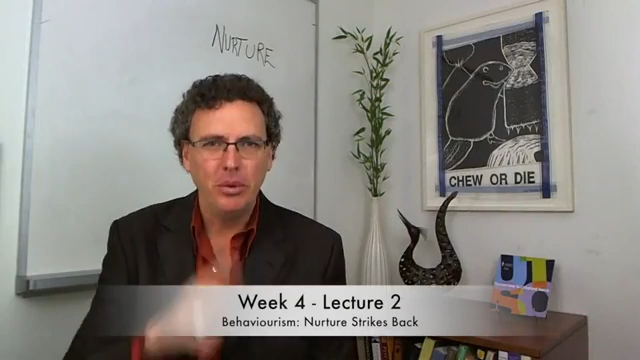 NURTURE
CHEW OR DIE
Week 4 - Lecture 2
Behaviourism: Nurture Strikes Back